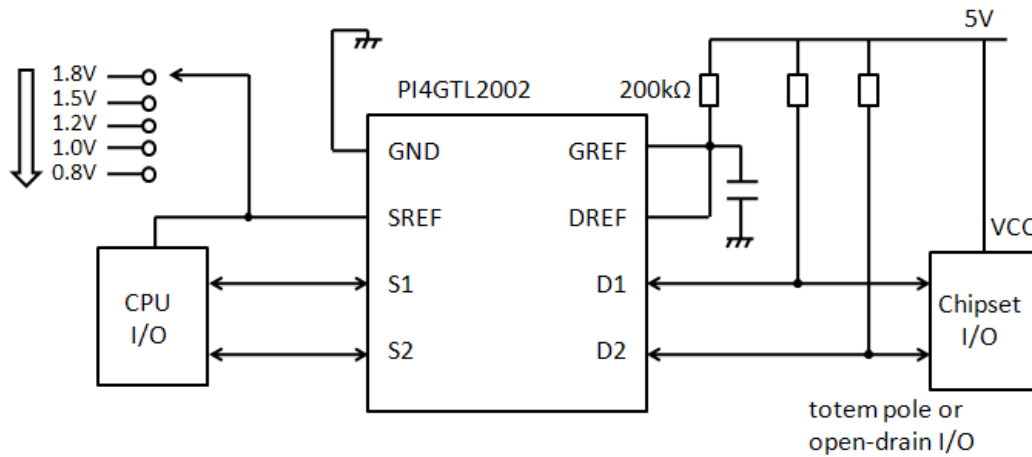 5V
1.8V
1.5V
1.2V
1.0V
0.8V
PI4GTL2002
200kΩ
GND
GREF
SREF
DREF
VCC
S1
D1
S2
D2
CPU
I/O
Chipset
I/O
totem pole or
open-drain I/O